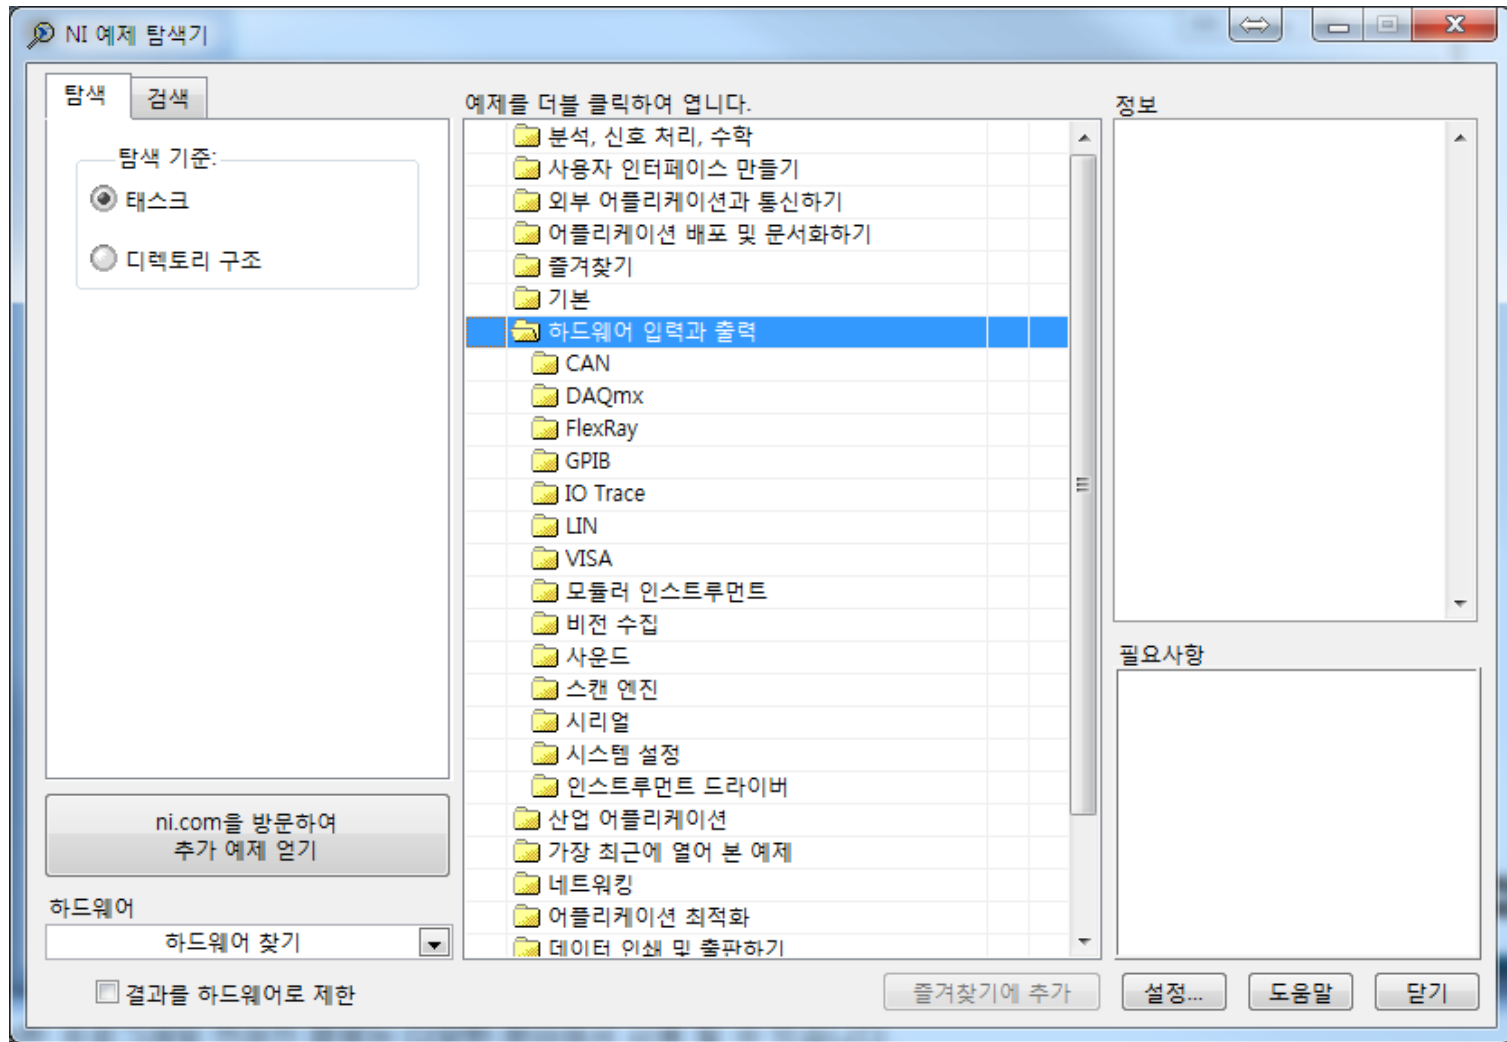 NI 예제 탐색기
탐색
검색
탐색 기준:
태스크
디렉토리 구조
ni.com을 방문하여
추가 예제 얻기
하드웨어
하드웨어 찾기
결과를 하드웨어로 제한
예제를 더블 클릭하여 엽니다.
분석, 신호 처리, 수학
사용자 인터페이스 만들기
외부 어플리케이션과 통신하기
어플리케이션 배포 및 문서화하기
즐겨찾기
기본
하드웨어 입력과 출력
CAN
DAQmx
FlexRay
GPIB
IO Trace
LIN
VISA
모듈러 인스트루먼트
비전 수집
사운드
스캔 엔진
시리얼
시스템 설정
인스트루먼트 드라이버
산업 어플리케이션
가장 최근에 열어 본 예제
네트워킹
어플리케이션 최적화
데이터 인쇄 및 출판하기
정보
필요사항
즐겨찾기에 추가
설정...
도움말
닫기